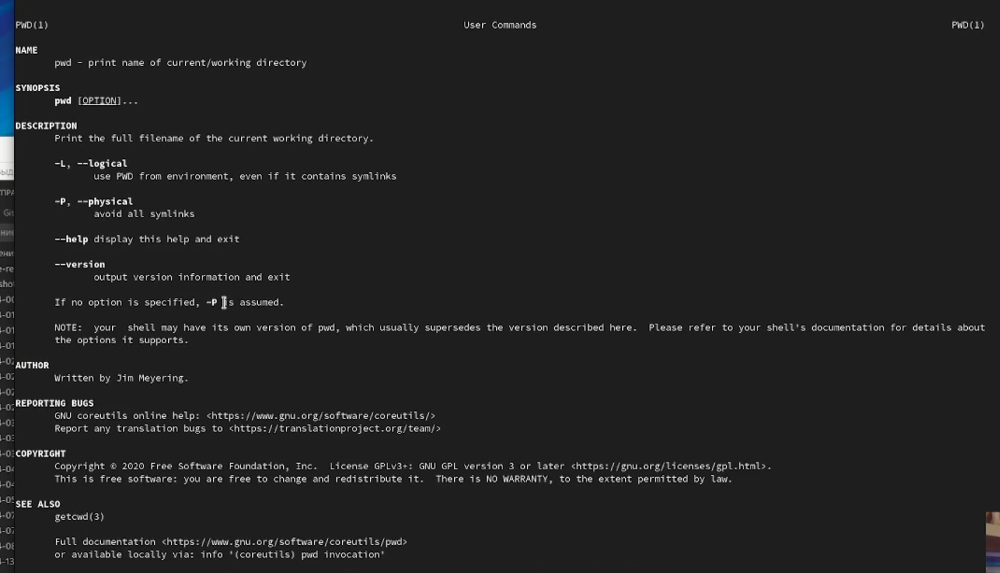 PWD(1) User Commands PWD(1)
NAME
pwd - print name of current/working directory
SYNOPSIS
pwd [OPTION]...
DESCRIPTION
Print the full filename of the current working directory.
-L, --logical
use PWD from environment, even if it contains symlinks
-P, --physical
avoid all symlinks
--help display this help and exit
--version
output version information and exit
If no option is specified, -P is assumed.
NOTE: your shell may have its own version of pwd, which usually supersedes the version described here. Please refer to your shell's documentation for details about
the options it supports.
AUTHOR
Written by Jim Meyering.
REPORTING BUGS
GNU coreutils online help: <https://www.gnu.org/software/coreutils/>
Report any translation bugs to <https://translationproject.org/team/>
COPYRIGHT
Copyright © 2020 Free Software Foundation, Inc. License GPLv3+: GNU GPL version 3 or later <https://gnu.org/licenses/gpl.html>.
This is free software: you are free to change and redistribute it. There is NO WARRANTY, to the extent permitted by law.
SEE ALSO
getcwd(3)
Full documentation <https://www.gnu.org/software/coreutils/pwd>
or available locally via: info '(coreutils) pwd invocation'